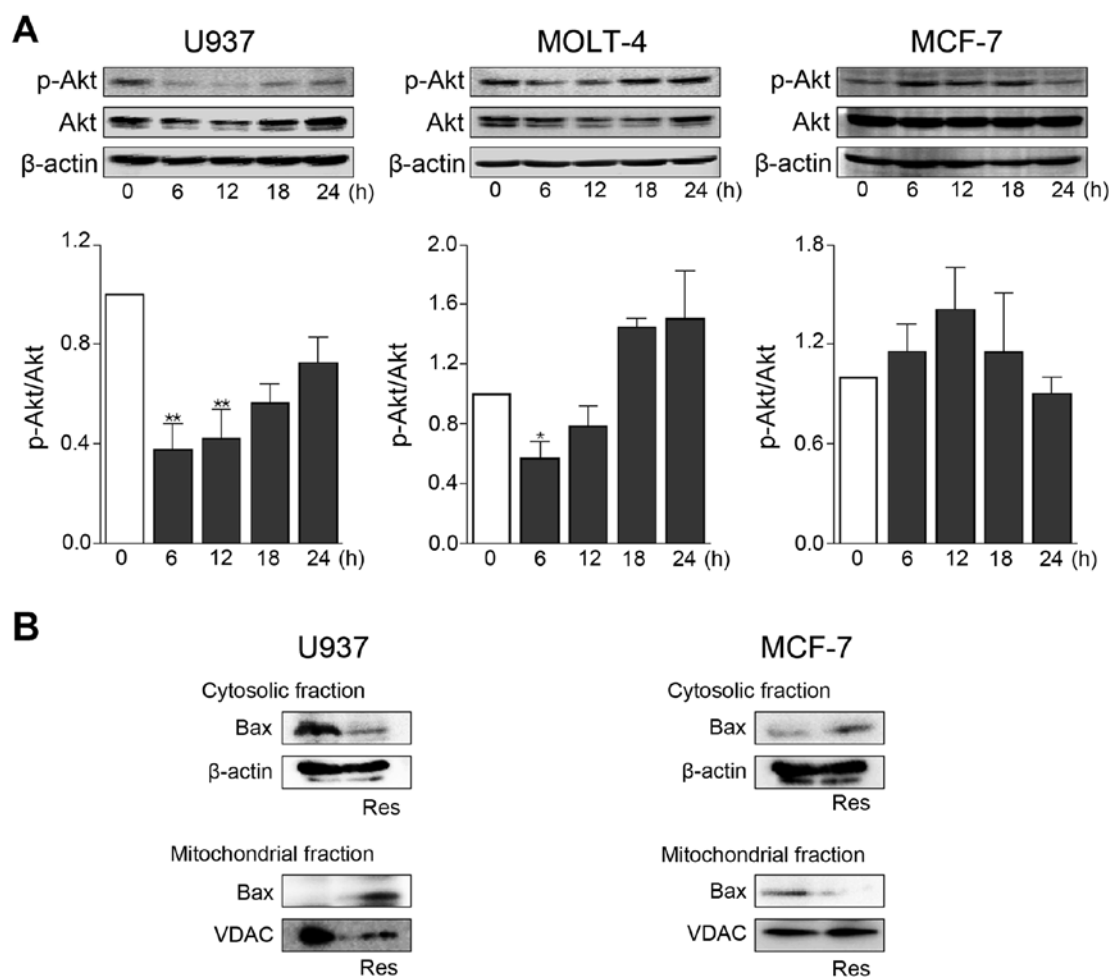 A
U937 MOLT-4 MCF-7
p-Akt p-Akt p-Akt
Akt Akt Akt
β-actin β-actin β-actin
0 6 12 18 24 (h) 0 6 12 18 24 (h) 0 6 12 18 24 (h)
1.2 2.0 1.8
1.6
0.8 1.2 1.2
p-Akt/Akt p-Akt/Akt p-Akt/Akt
** ** *
0.4 0.8 0.6
0.4
0.0 0.0 0.0
0 6 12 18 24 (h) 0 6 12 18 24 (h) 0 6 12 18 24 (h)
B
U937 MCF-7
Cytosolic fraction Cytosolic fraction
Bax Bax
β-actin β-actin
Res Res
Mitochondrial fraction Mitochondrial fraction
Bax Bax
VDAC VDAC
Res Res